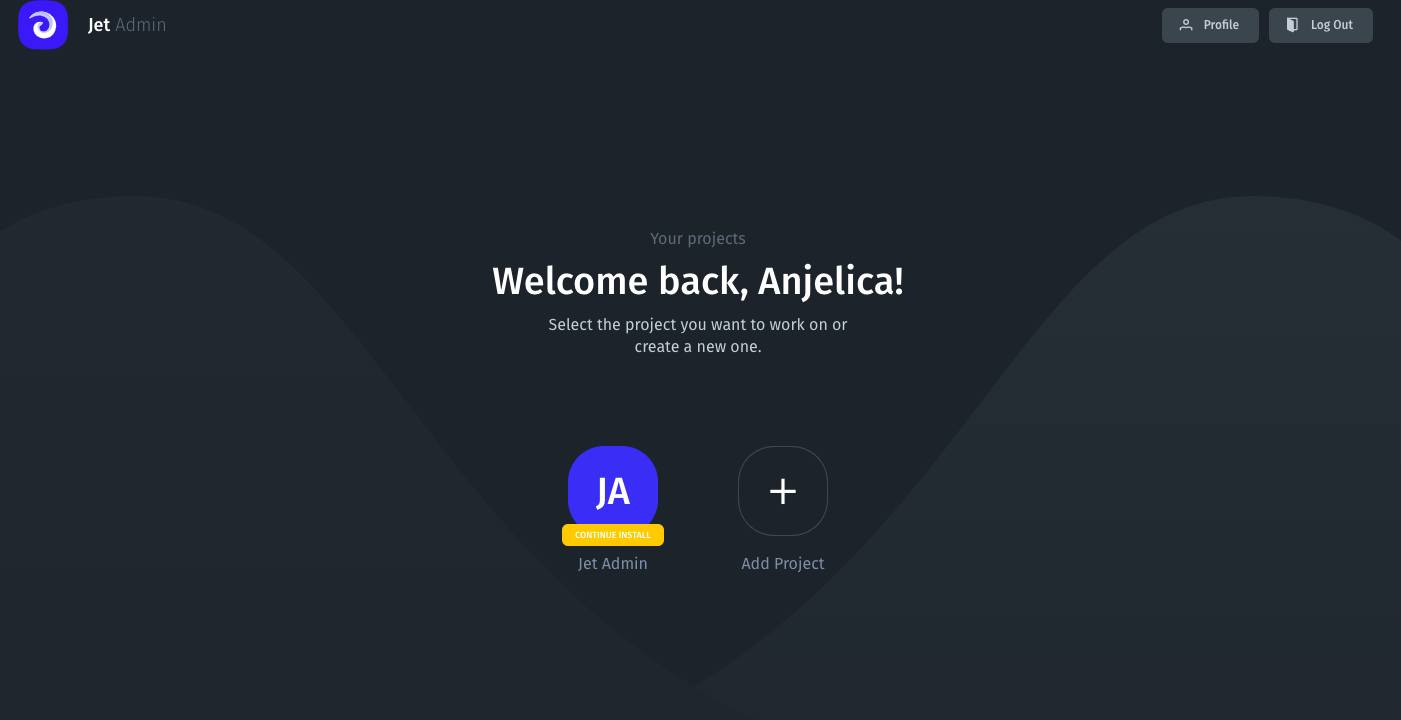 Jet Admin
Profile
Log Out
Your projects
Welcome back, Anjelica!
Select the project you want to work on or
create a new one.
JA
CONTINUE INSTALL
Jet Admin
Add Project